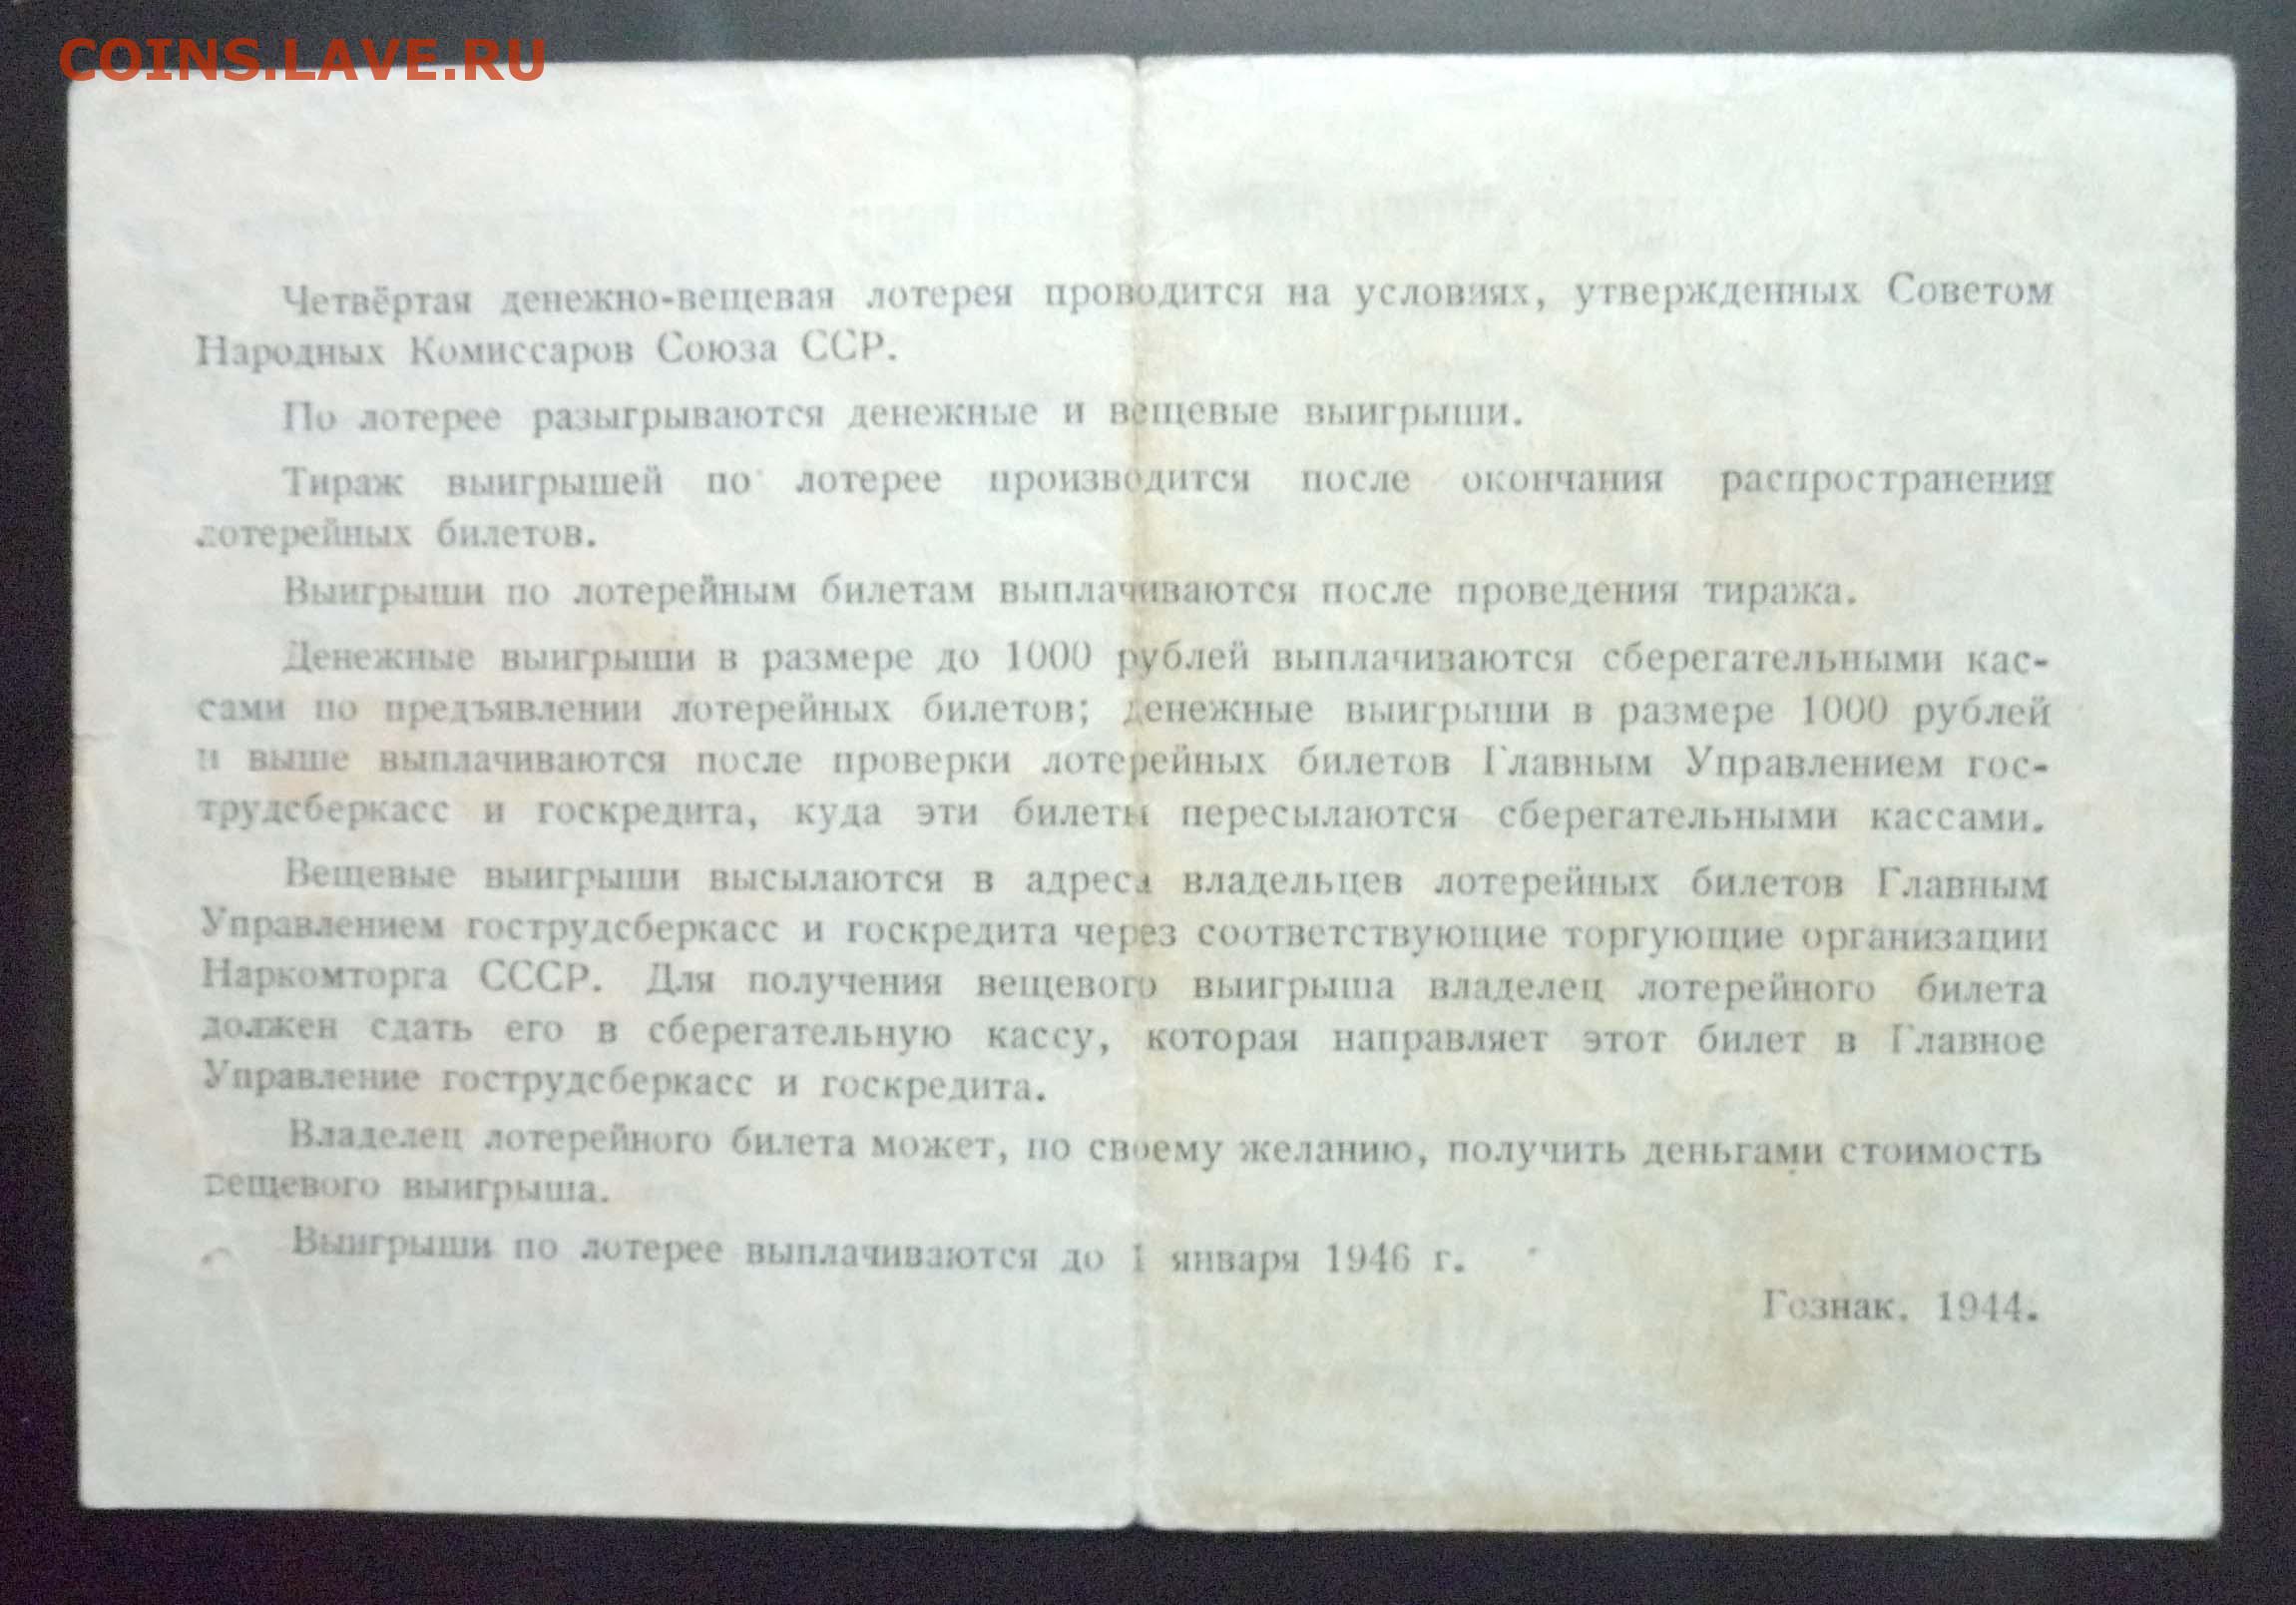 COINS.LAVE.RU
Четвёртая денежно-вещевая лотерея проводится на условиях, утвержденных Советом
Народных Комиссаров Союза ССР.
По лотерее разыгрываются денежные и вещевые выигрыши.
Тираж выигрышей по лотерее производится после окончания распространения
лотерейных билетов.
Выигрыши по лотерейным билетам выплачиваются после проведения тиража.
Денежные выигрыши в размере до 1000 рублей выплачиваются сберегательными кас-
сами по предъявлении лотерейных билетов; денежные выигрыши в размере 1000 рублей
и выше выплачиваются после проверки лотерейных билетов Главным Управлением гос-
трудсберкасс и госкредита, куда эти билеты пересылаются сберегательными кассами.
Вещевые выигрыши высылаются в адреса владельцев лотерейных билетов Главным
Управлением гострудсберкасс и госкредита через соответствующие торгующие организации
Наркомторга СССР. Для получения вещевого выигрыша владелец лотерейного билета
должен сдать его в сберегательную кассу, которая направляет этот билет в Главное
Управление гострудсберкасс и госкредита.
Владелец лотерейного билета может, по своему желанию, получить деньгами стоимость
вещевого выигрыша.
Выигрыши по лотерее выплачиваются до 1 января 1946 г.
Гознак. 1944.